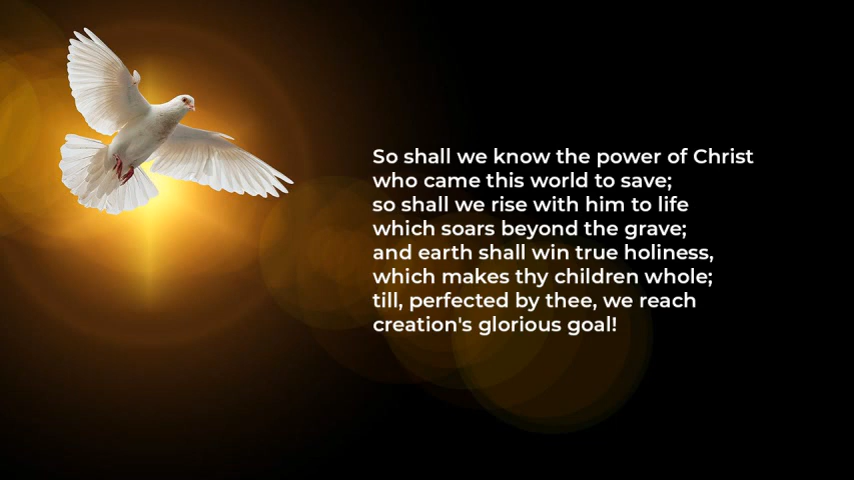 So shall we know the power of Christ
who came this world to save;
so shall we rise with him to life
which soars beyond the grave;
and earth shall win true holiness,
which makes thy children whole;
till, perfected by thee, we reach
creation's glorious goal!